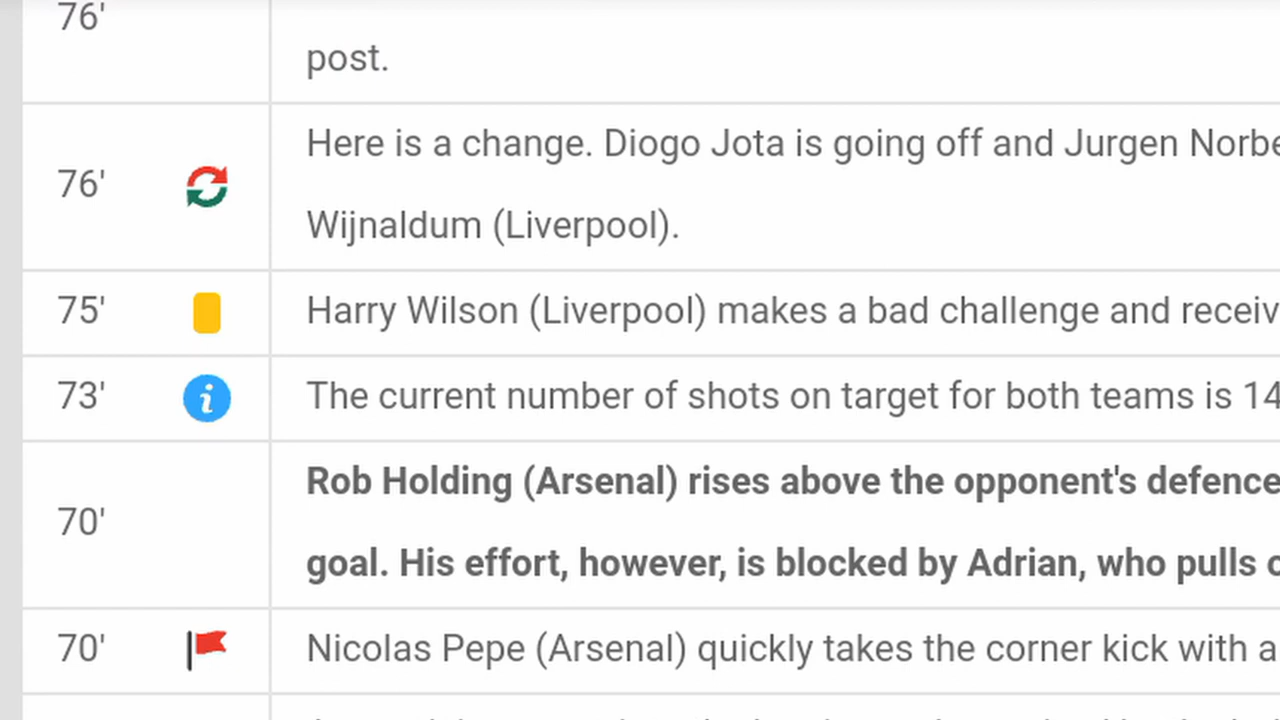 76'
post.
76' Here is a change. Diogo Jota is going off and Jurgen
Wijnaldum (Liverpool).
75' Harry Wilson (Liverpool) makes a bad challenge and
73' The current number of shots on target for both teams is 14
70' Rob Holding (Arsenal) rises above the opponent's defence
goal. His effort, however, is blocked by Adrian, who pulls
70' Nicolas Pepe (Arsenal) quickly takes the corner kick with a